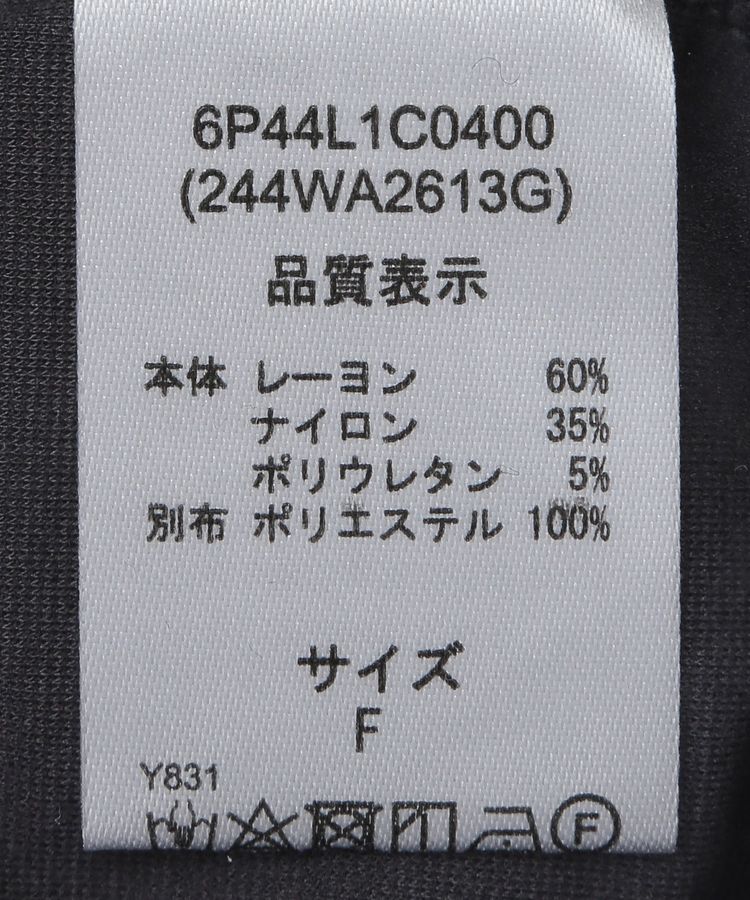 6P44L1C0400
(244WA2613G)
品質表示
本体 レーヨン 60%
ナイロン 35%
ポリウレタン 5%
別布 ポリエステル 100%
サイズ
F
Y831
F